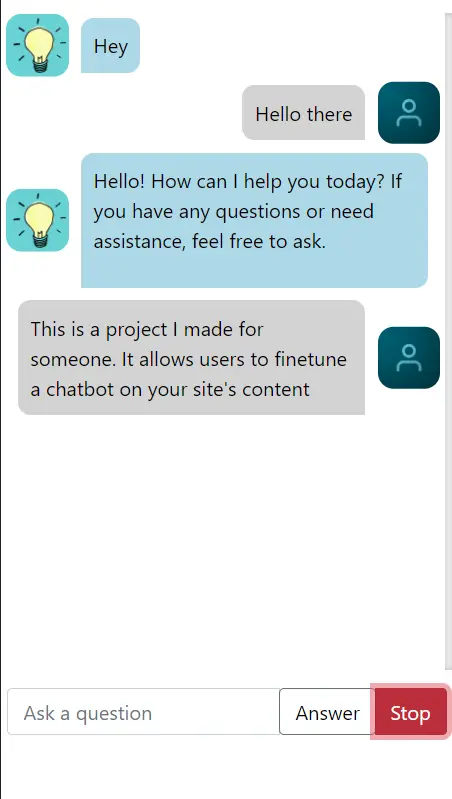 Hey
Hello there
Hello! How can I help you today? If
you have any questions or need
assistance, feel free to ask.
This is a project I made for
someone. It allows users to finetune
a chatbot on your site's content
Ask a question
Answer
Stop